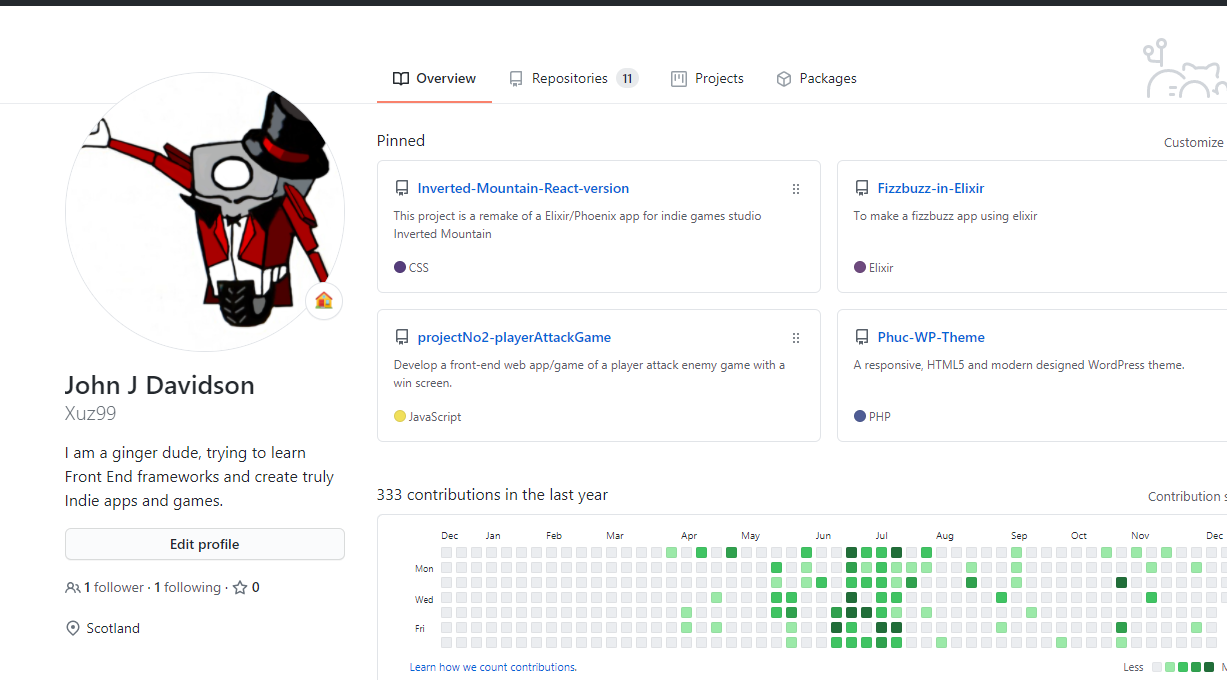 Overview Repositories 11 Projects Packages
Pinned Customize
Inverted-Mountain-React-version
This project is a remake of a Elixir/Phoenix app for indie games studio
Inverted Mountain
CSS
Fizzbuzz-in-Elixir
To make a fizzbuzz app using elixir
Elixir
projectNo2-playerAttackGame
Develop a front-end web app/game of a player attack enemy game with a
win screen.
JavaScript
Phuc-WP-Theme
A responsive, HTML5 and modern designed WordPress theme.
PHP
John J Davidson
Xuz99
I am a ginger dude, trying to learn
Front End frameworks and create truly
Indie apps and games.
Edit profile
1 follower · 1 following · 0
Scotland
333 contributions in the last year Contribution s
Dec Jan Feb Mar Apr May Jun Jul Aug Sep Oct Nov Dec
Mon
Wed
Fri
Learn how we count contributions. Less